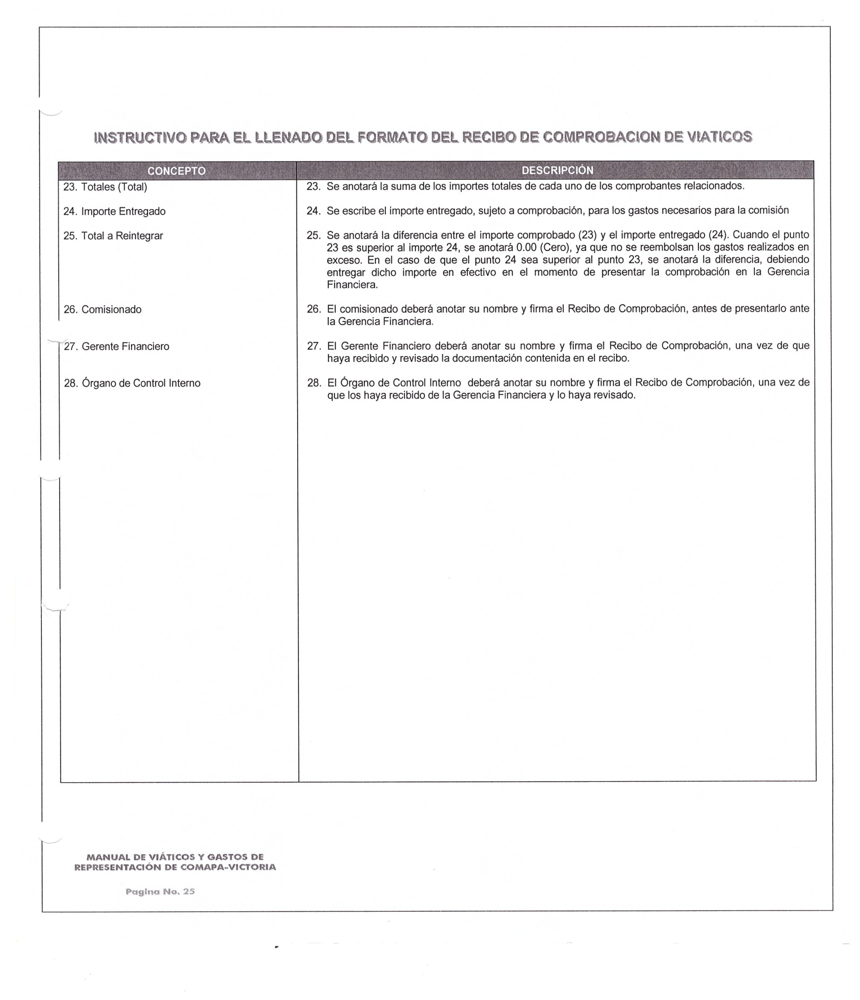 INSTRUCTIVO PARA EL LLENADO DEL FORMATO DEL RECIBO DE COMPROBACION DE VIATICOS
CONCEPTO
DESCRIPCIÓN
23. Totales (Total)
23. Se anotará la suma de los importes totales de cada uno de los comprobantes relacionados.
24. Importe Entregado
24. Se escribe el importe entregado, sujeto a comprobación, para los gastos necesarios para la comisión
25. Total a Reintegrar
25. Se anotará la diferencia entre el importe comprobado (23) y el importe entregado (24). Cuando el punto
23 es superior al importe 24, se anotará 0.00 (Cero), ya que no se reembolsan los gastos realizados en
exceso. En el caso de que el punto 24 sea superior al punto 23, se anotará la diferencia, debiendo
entregar dicho importe en efectivo en el momento de presentar la comprobación en la Gerencia
Financiera.
26. Comisionado
26. El comisionado deberá anotar su nombre y firma el Recibo de Comprobación, antes de presentarlo ante
la Gerencia Financiera.
27. Gerente Financiero
27. El Gerente Financiero deberá anotar su nombre y firma el Recibo de Comprobación, una vez de que
haya recibido y revisado la documentación contenida en el recibo.
28. Órgano de Control Interno
28. El Órgano de Control Interno deberá anotar su nombre y firma el Recibo de Comprobación, una vez de
que los haya recibido de la Gerencia Financiera y lo haya revisado.
MANUAL DE VIÁTICOS Y GASTOS DE
REPRESENTACIÓN DE COMAPA-VICTORIA
Pagina No. 25